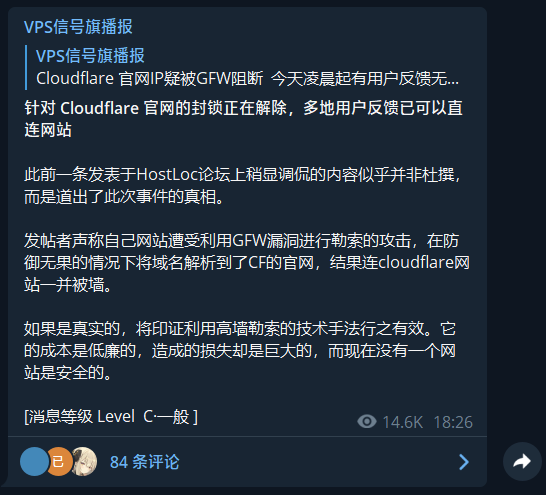 VPS信号旗播报
VPS信号旗播报
Cloudflare 官网IP疑被GFW阻断 今天凌晨起有用户反馈无...
针对 Cloudflare 官网的封锁正在解除，多地用户反馈已可以直
连网站
此前一条发表于HostLoc论坛上稍显调侃的内容似乎并非杜撰，
而是道出了此次事件的真相。
发帖者声称自己网站遭受利用GFW漏洞进行勒索的攻击，在防
御无果的情况下将域名解析到了CF的官网，结果连cloudflare网
站一并被墙。
如果是真实的，将印证利用高墙勒索的技术手法行之有效。它
的成本是低廉的，造成的损失却是巨大的，而现在没有一个网
站是安全的。
[消息等级 Level C·一般 ]
14.6K 18:26
已
84 条评论